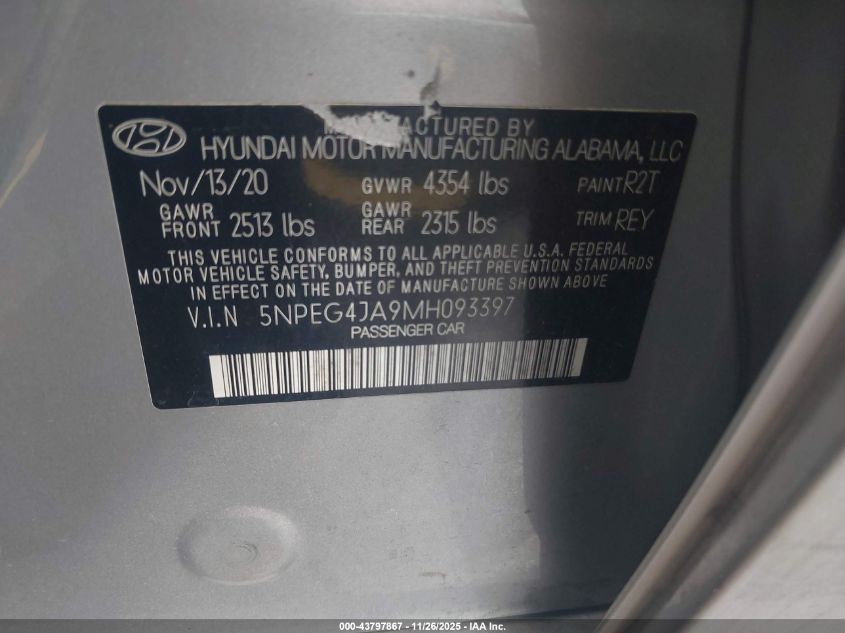 ACTURED BY
HYUNDAI MOTOR MANUFACTURING ALABAMA, LLC
Nov/13/20 GVWR 4354 lbs PAINT R2T
GAWR FRONT 2513 lbs GAWR REAR 2315 lbs TRIM REY
THIS VEHICLE CONFORMS TO ALL APPLICABLE U.S.A. FEDERAL
MOTOR VEHICLE SAFETY, BUMPER, AND THEFT PREVENTION STANDARDS
IN EFFECT ON THE DATE OF MANUFACTURE SHOWN ABOVE.
V.I.N 5NPEG4JA9MH093397
PASSENGER CAR
000-43797867 - 11/26/2025 - IAA Inc.